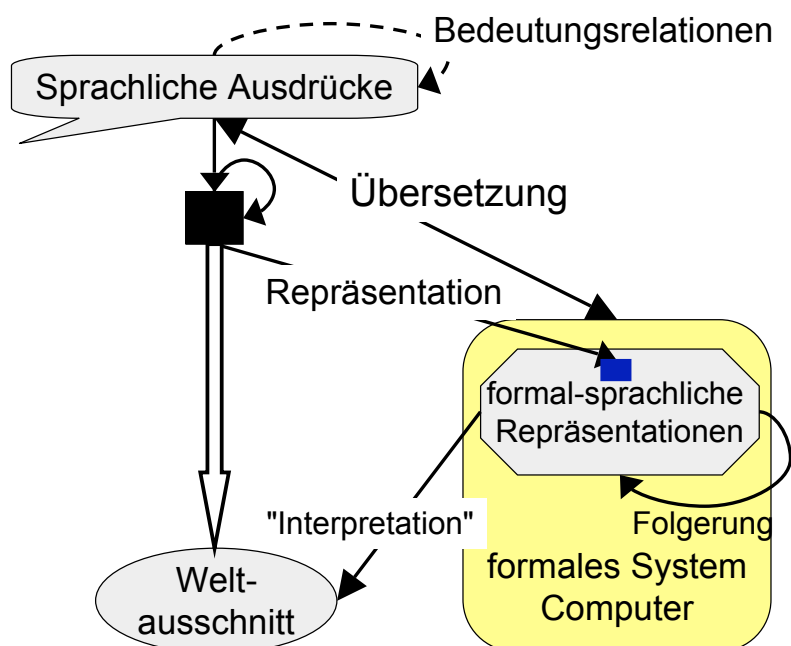 Bedeutungsrelationen
Sprachliche Ausdrücke
Übersetzung
Repräsentation
formal-sprachliche
Repräsentationen
"Interpretation"
Folgerung
formales System
Computer
Welt-
ausschnitt